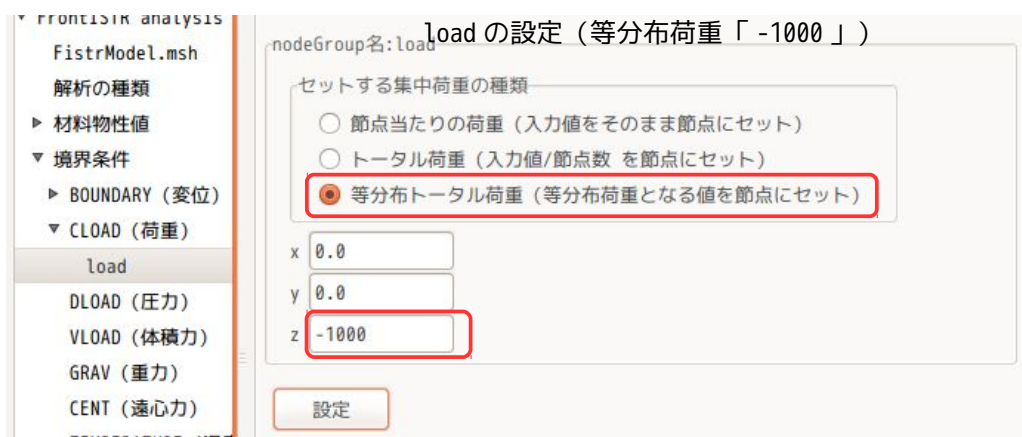 FrontISTR analysis
FistrModel.msh
解析の種類
材料物性値
境界条件
BOUNDARY (変位)
CLOAD (荷重)
load
DLOAD (圧力)
VLOAD (体積力)
GRAV (重力)
CENT (遠心力)
loadの設定（等分布荷重「-1000」）
nodeGroup名:load
セットする集中荷重の種類
節点当たりの荷重 (入力値をそのまま節点にセット)
トータル荷重 (入力値/節点数 を節点にセット)
等分布トータル荷重 (等分布荷重となる値を節点にセット)
x 0.0
y 0.0
z -1000
設定